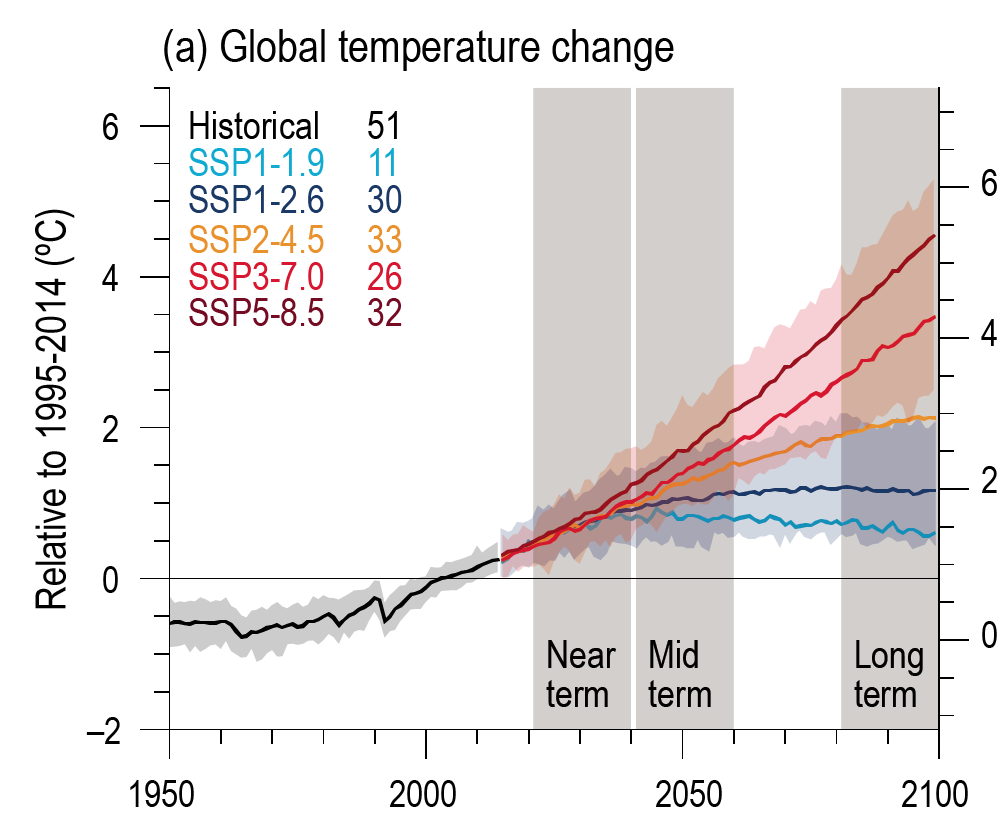 (a) Global temperature change
Relative to 1995-2014 (ºC)
6
4
2
0
–2
Historical 51
SSP1-1.9 11
SSP1-2.6 30
SSP2-4.5 33
SSP3-7.0 26
SSP5-8.5 32
6
4
2
0
Near
term
Mid
term
Long
term
1950 2000 2050 2100